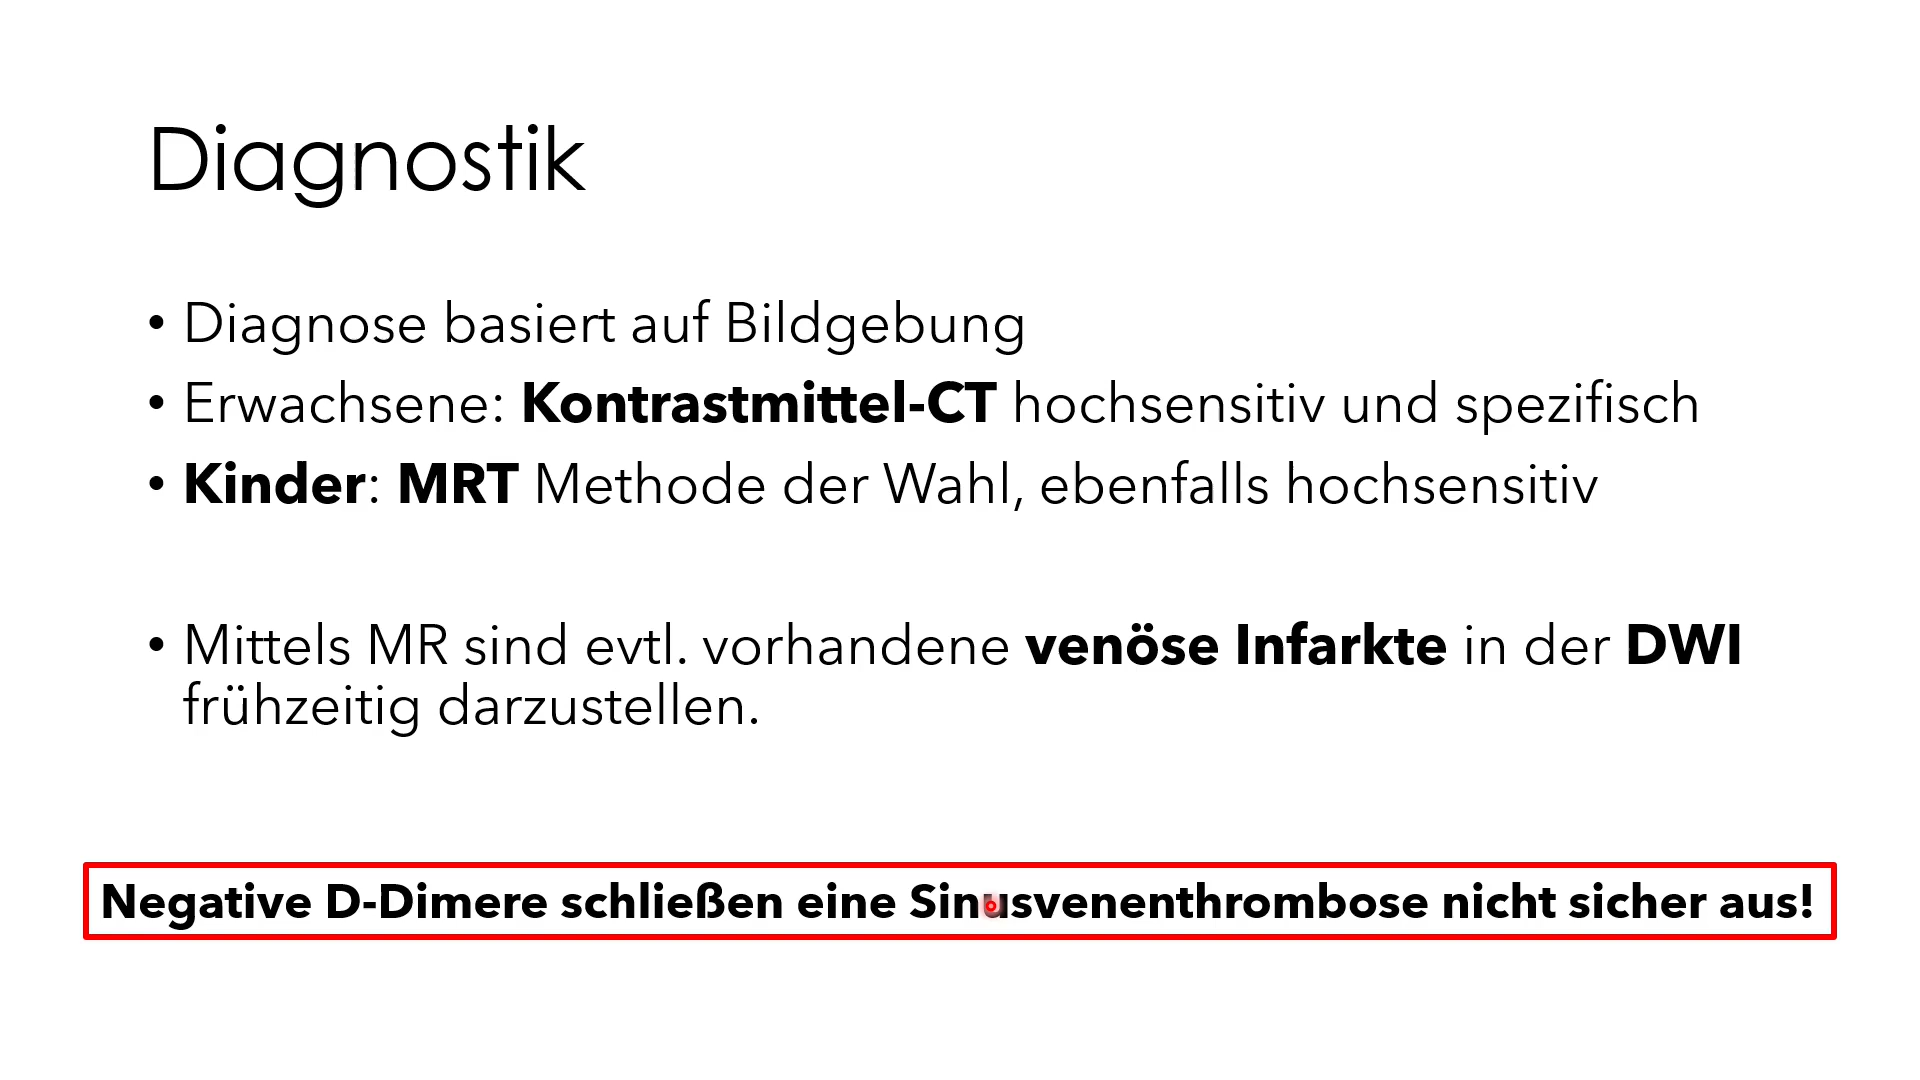 Diagnostik
• Diagnose basiert auf Bildgebung
• Erwachsene: Kontrastmittel-CT hochsensitiv und spezifisch
• Kinder: MRT Methode der Wahl, ebenfalls hochsensitiv
• Mittels MR sind evtl. vorhandene venöse Infarkte in der DWI
frühzeitig darzustellen.
Negative D-Dimere schließen eine Sinusvenenthrombose nicht sicher aus!